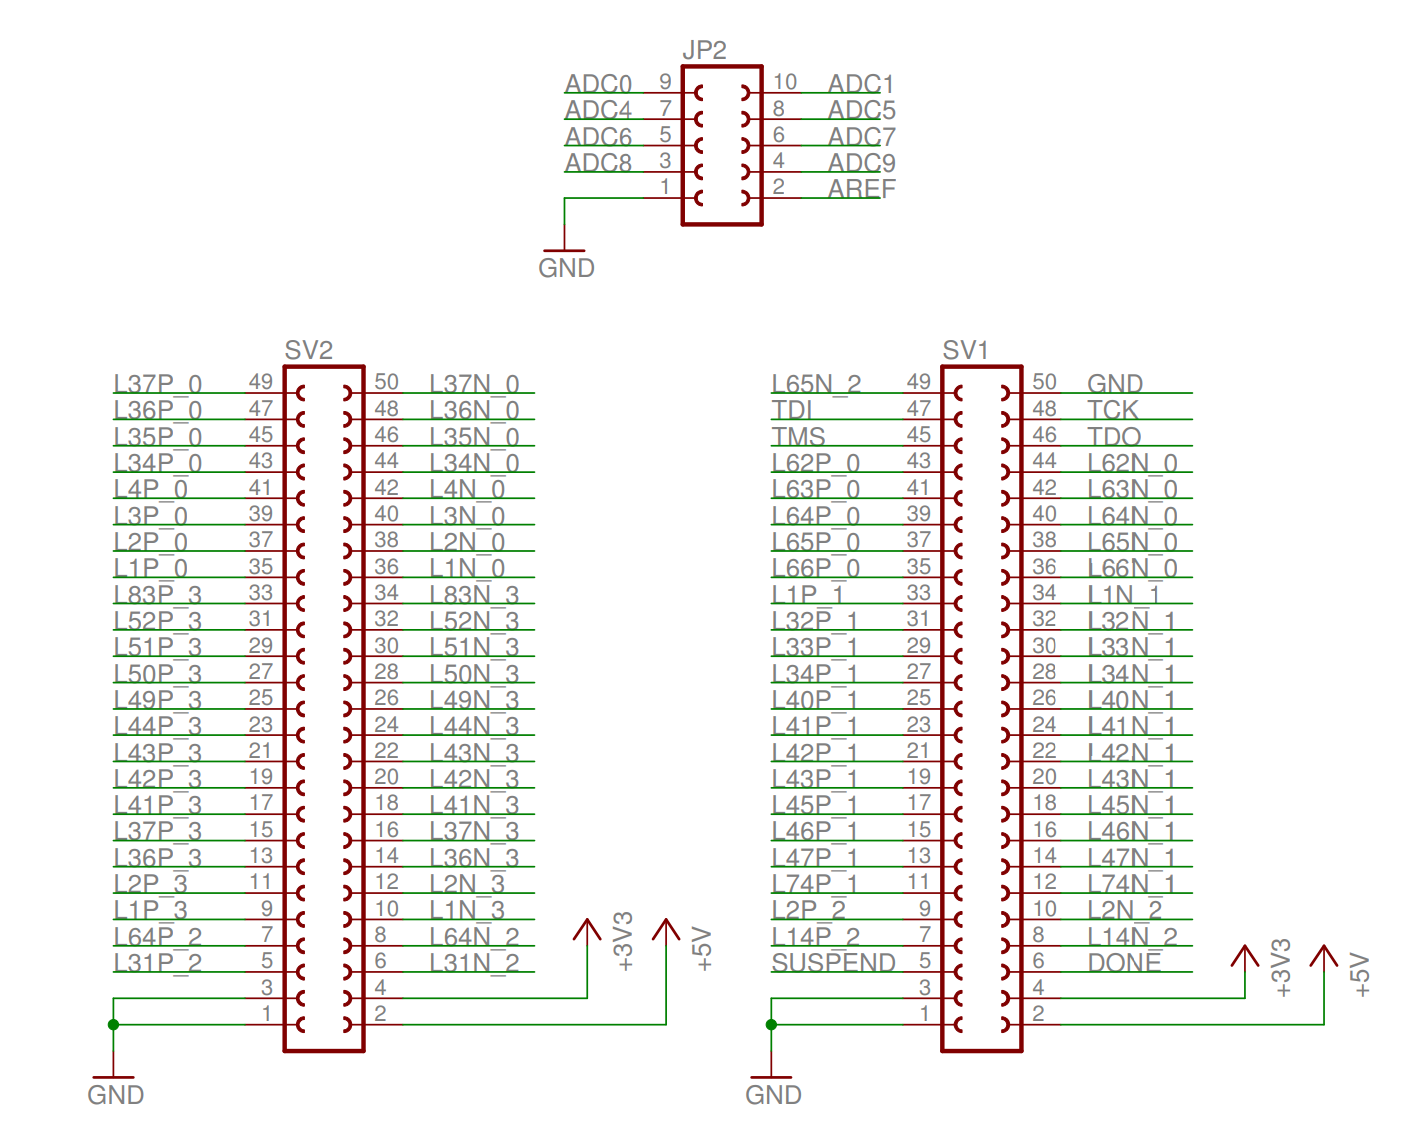 JP2
ADC0 9 10 ADC1
ADC4 7 8 ADC5
ADC6 5 6 ADC7
ADC8 3 4 ADC9
1 2 AREF
GND
SV2 SV1
L37P_0 49 50 L37N_0 L65N_2 49 50 GND
L36P_0 47 48 L36N_0 TDI 47 48 TCK
L35P_0 45 46 L35N_0 TMS 45 46 TDO
L34P_0 43 44 L34N_0 L62P_0 43 44 L62N_0
L4P_0 41 42 L4N_0 L63P_0 41 42 L63N_0
L3P_0 39 40 L3N_0 L64P_0 39 40 L64N_0
L2P_0 37 38 L2N_0 L65P_0 37 38 L65N_0
L1P_0 35 36 L1N_0 L66P_0 35 36 L66N_0
L83P_3 33 34 L83N_3 L1P_1 33 34 L1N_1
L52P_3 31 32 L52N_3 L32P_1 31 32 L32N_1
L51P_3 29 30 L51N_3 L33P_1 29 30 L33N_1
L50P_3 27 28 L50N_3 L34P_1 27 28 L34N_1
L49P_3 25 26 L49N_3 L40P_1 25 26 L40N_1
L44P_3 23 24 L44N_3 L41P_1 23 24 L41N_1
L43P_3 21 22 L43N_3 L42P_1 21 22 L42N_1
L42P_3 19 20 L42N_3 L43P_1 19 20 L43N_1
L41P_3 17 18 L41N_3 L45P_1 17 18 L45N_1
L37P_3 15 16 L37N_3 L46P_1 15 16 L46N_1
L36P_3 13 14 L36N_3 L47P_1 13 14 L47N_1
L2P_3 11 12 L2N_3 L74P_1 11 12 L74N_1
L1P_3 9 10 L1N_3 L2P_2 9 10 L2N_2
L64P_2 7 8 L64N_2 +3V3 +5V L14P_2 7 8 L14N_2
L31P_2 5 6 L31N_2 SUSPEND 5 6 DONE +3V3 +5V
3 4 3 4
1 2 1 2
GND GND